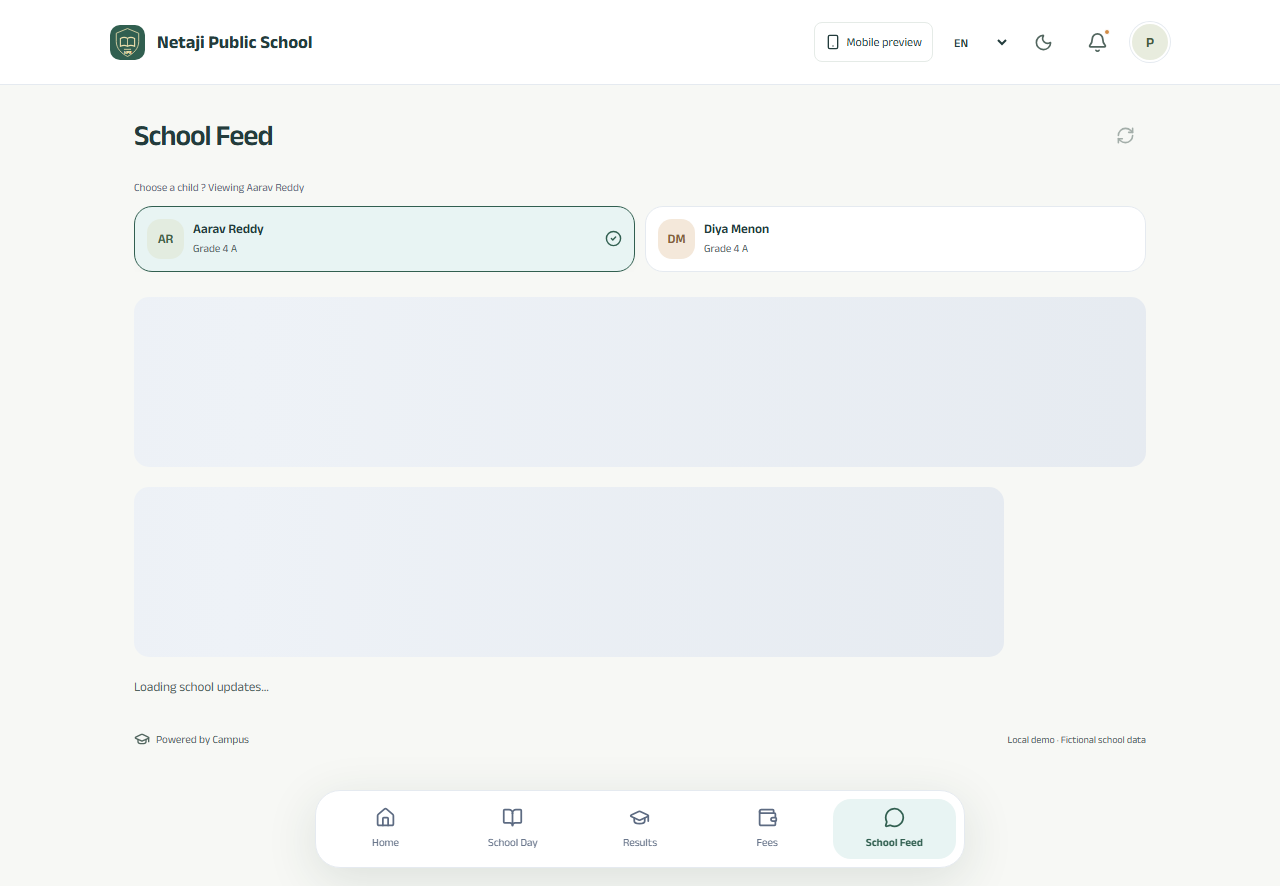 Netaji Public School
Mobile preview
EN
P
School Feed
Choose a child ? Viewing Aarav Reddy
AR
Aarav Reddy
Grade 4 A
DM
Diya Menon
Grade 4 A
Loading school updates...
Powered by Campus
Local demo · Fictional school data
Home
School Day
Results
Fees
School Feed